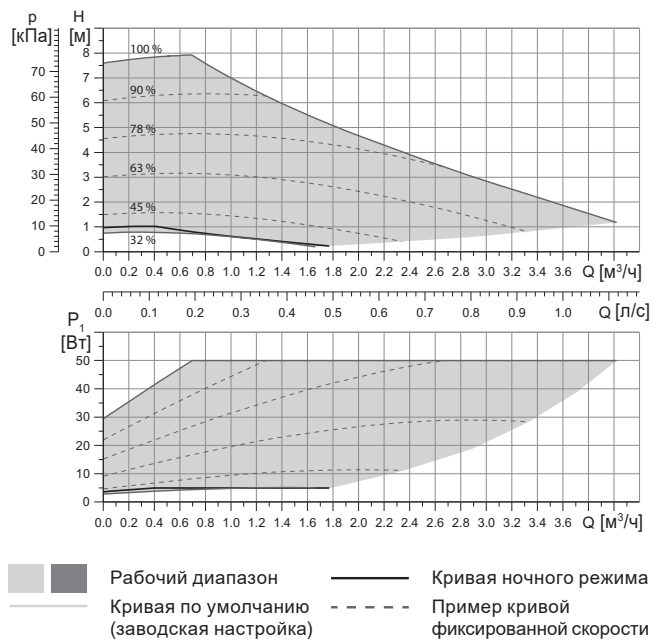 p H
[кПа] [м]
8
7
6
5
4
3
2
1
0
70
60
50
40
30
20
10
0
100 %
90 %
78 %
63 %
45 %
32 %
0.0 0.2 0.4 0.6 0.8 1.0 1.2 1.4 1.6 1.8 2.0 2.2 2.4 2.6 2.8 3.0 3.2 3.4 3.6 Q [м³/ч]
0.0 0.1 0.2 0.3 0.4 0.5 0.6 0.7 0.8 0.9 1.0 Q [л/с]
P₁
[Вт]
50
40
30
20
10
0
0.0 0.2 0.4 0.6 0.8 1.0 1.2 1.4 1.6 1.8 2.0 2.2 2.4 2.6 2.8 3.0 3.2 3.4 3.6 Q [м³/ч]
Рабочий диапазон
Кривая ночного режима
Кривая по умолчанию
(заводская настройка)
Пример кривой
фиксированной скорости